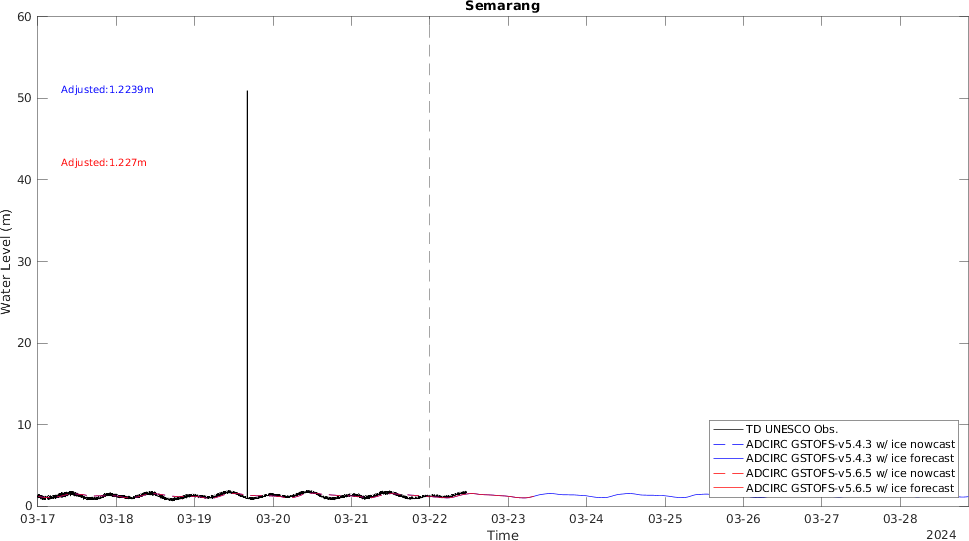 Semarang
60
50
40
30
20
10
0
Water Level (m)
Adjusted:1.2239m
Adjusted:1.227m
TD UNESCO Obs.
ADCIRC GSTOFS-v5.4.3 w/ ice nowcast
ADCIRC GSTOFS-v5.4.3 w/ ice forecast
ADCIRC GSTOFS-v5.6.5 w/ ice nowcast
ADCIRC GSTOFS-v5.6.5 w/ ice forecast
03-17 03-18 03-19 03-20 03-21 03-22 03-23 03-24 03-25 03-26 03-27 03-28
Time
2024